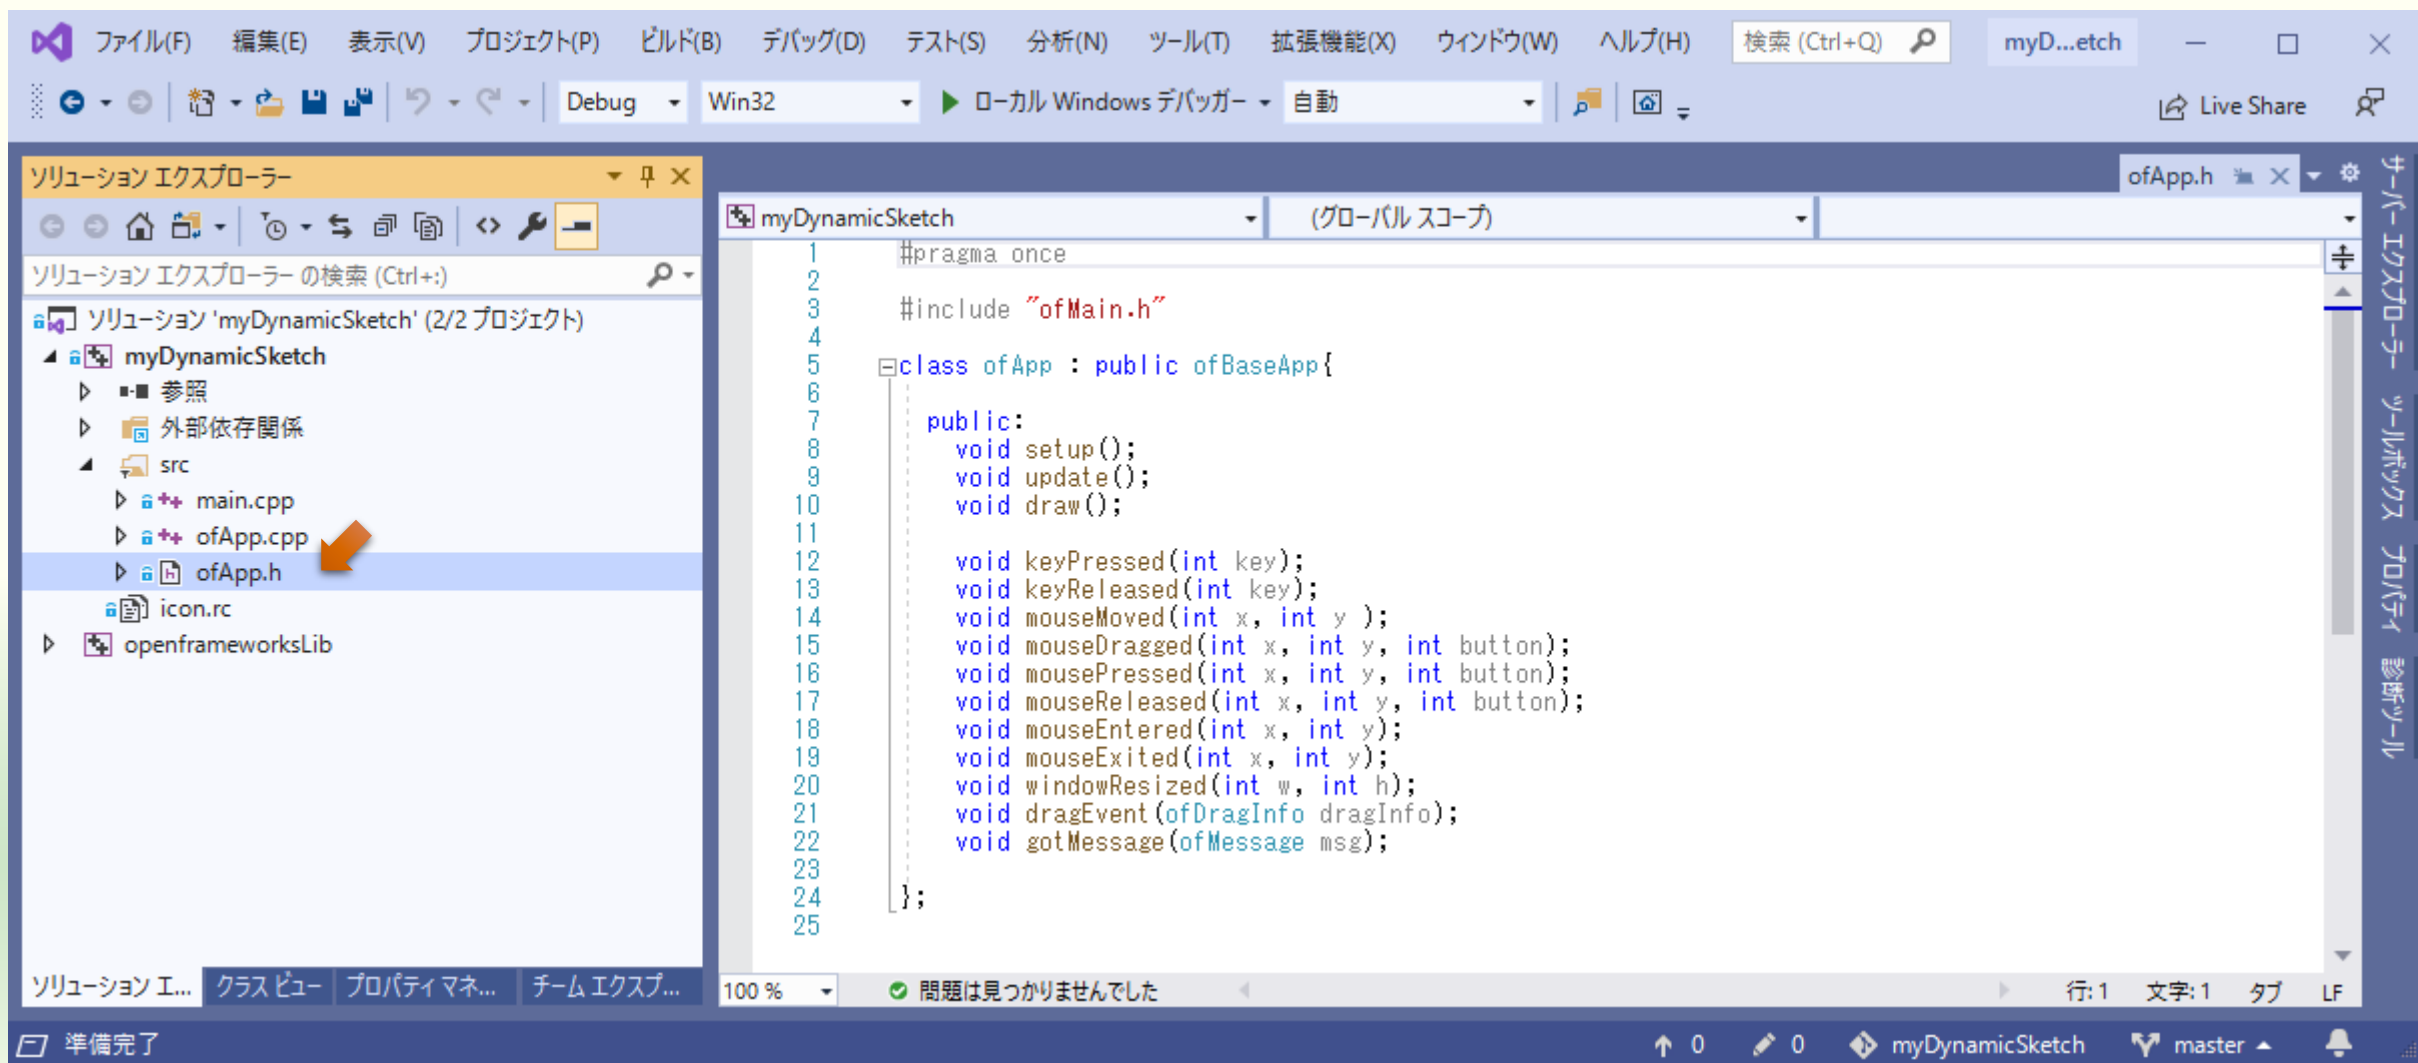 ファイル(F) 編集(E) 表示(V) プロジェクト(P) ビルド(B) デバッグ(D) テスト(S) 分析(N) ツール(T) 拡張機能(X) ウィンドウ(W) ヘルプ(H) 検索 (Ctrl+Q) myD...etch
Debug Win32 ローカル Windows デバッガー 自動 Live Share
ソリューション エクスプローラー
ソリューション エクスプローラー の検索 (Ctrl+:)
ソリューション 'myDynamicSketch' (2/2 プロジェクト)
myDynamicSketch
参照
外部依存関係
src
main.cpp
ofApp.cpp
ofApp.h
icon.rc
openframeworksLib
ソリューション エ... クラス ビュー プロパティ マネ... チーム エクスプ...
ofApp.h
myDynamicSketch (グローバル スコープ)
1 #pragma once
2
3 #include "ofMain.h"
4
5 class ofApp : public ofBaseApp{
6
7 public:
8 void setup();
9 void update();
10 void draw();
11
12 void keyPressed(int key);
13 void keyReleased(int key);
14 void mouseMoved(int x, int y );
15 void mouseDragged(int x, int y, int button);
16 void mousePressed(int x, int y, int button);
17 void mouseReleased(int x, int y, int button);
18 void mouseEntered(int x, int y);
19 void mouseExited(int x, int y);
20 void windowResized(int w, int h);
21 void dragEvent(ofDragInfo dragInfo);
22 void gotMessage(ofMessage msg);
23
24 };
25
100 % 問題は見つかりませんでした 行: 1 文字: 1 タブ LF
サーバー エクスプローラー
ツールボックス
プロパティ
診断ツール
準備完了 0 0 myDynamicSketch master